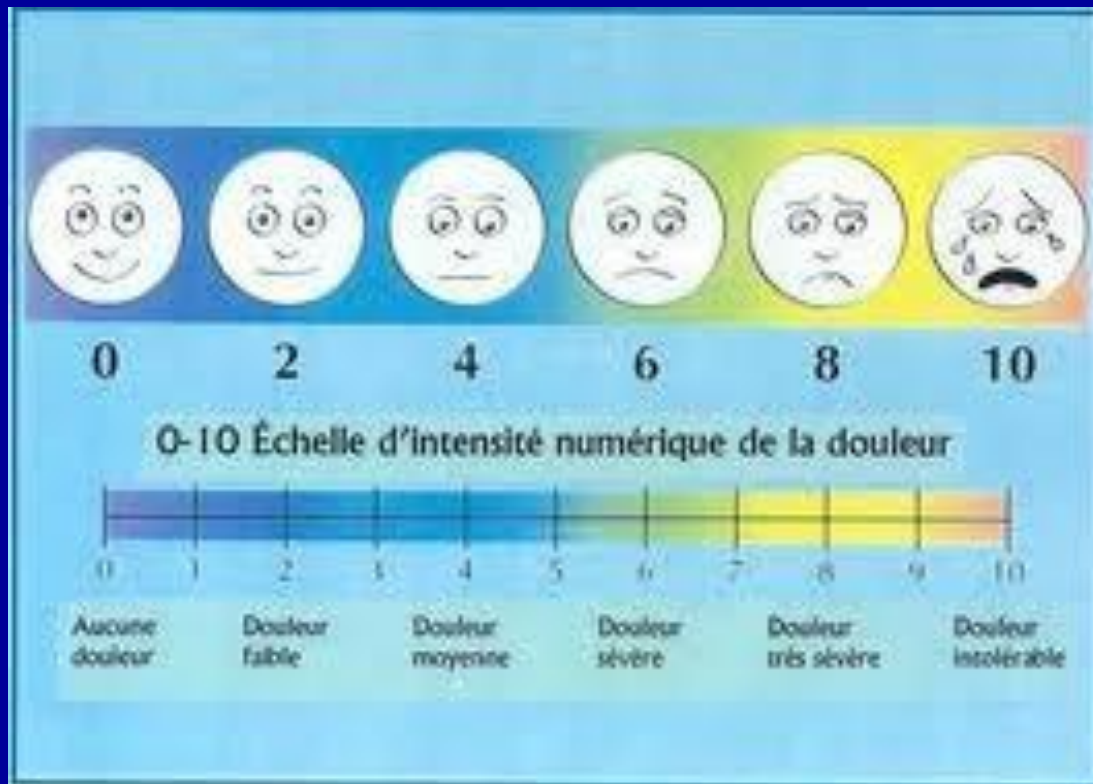 0 2 4 6 8 10
0-10 Échelle d'intensité numérique de la douleur
0 1 2 3 4 5 6 7 8 9 10
Aucune douleur
Douleur faible
Douleur moyenne
Douleur sévère
Douleur très sévère
Douleur intolérable